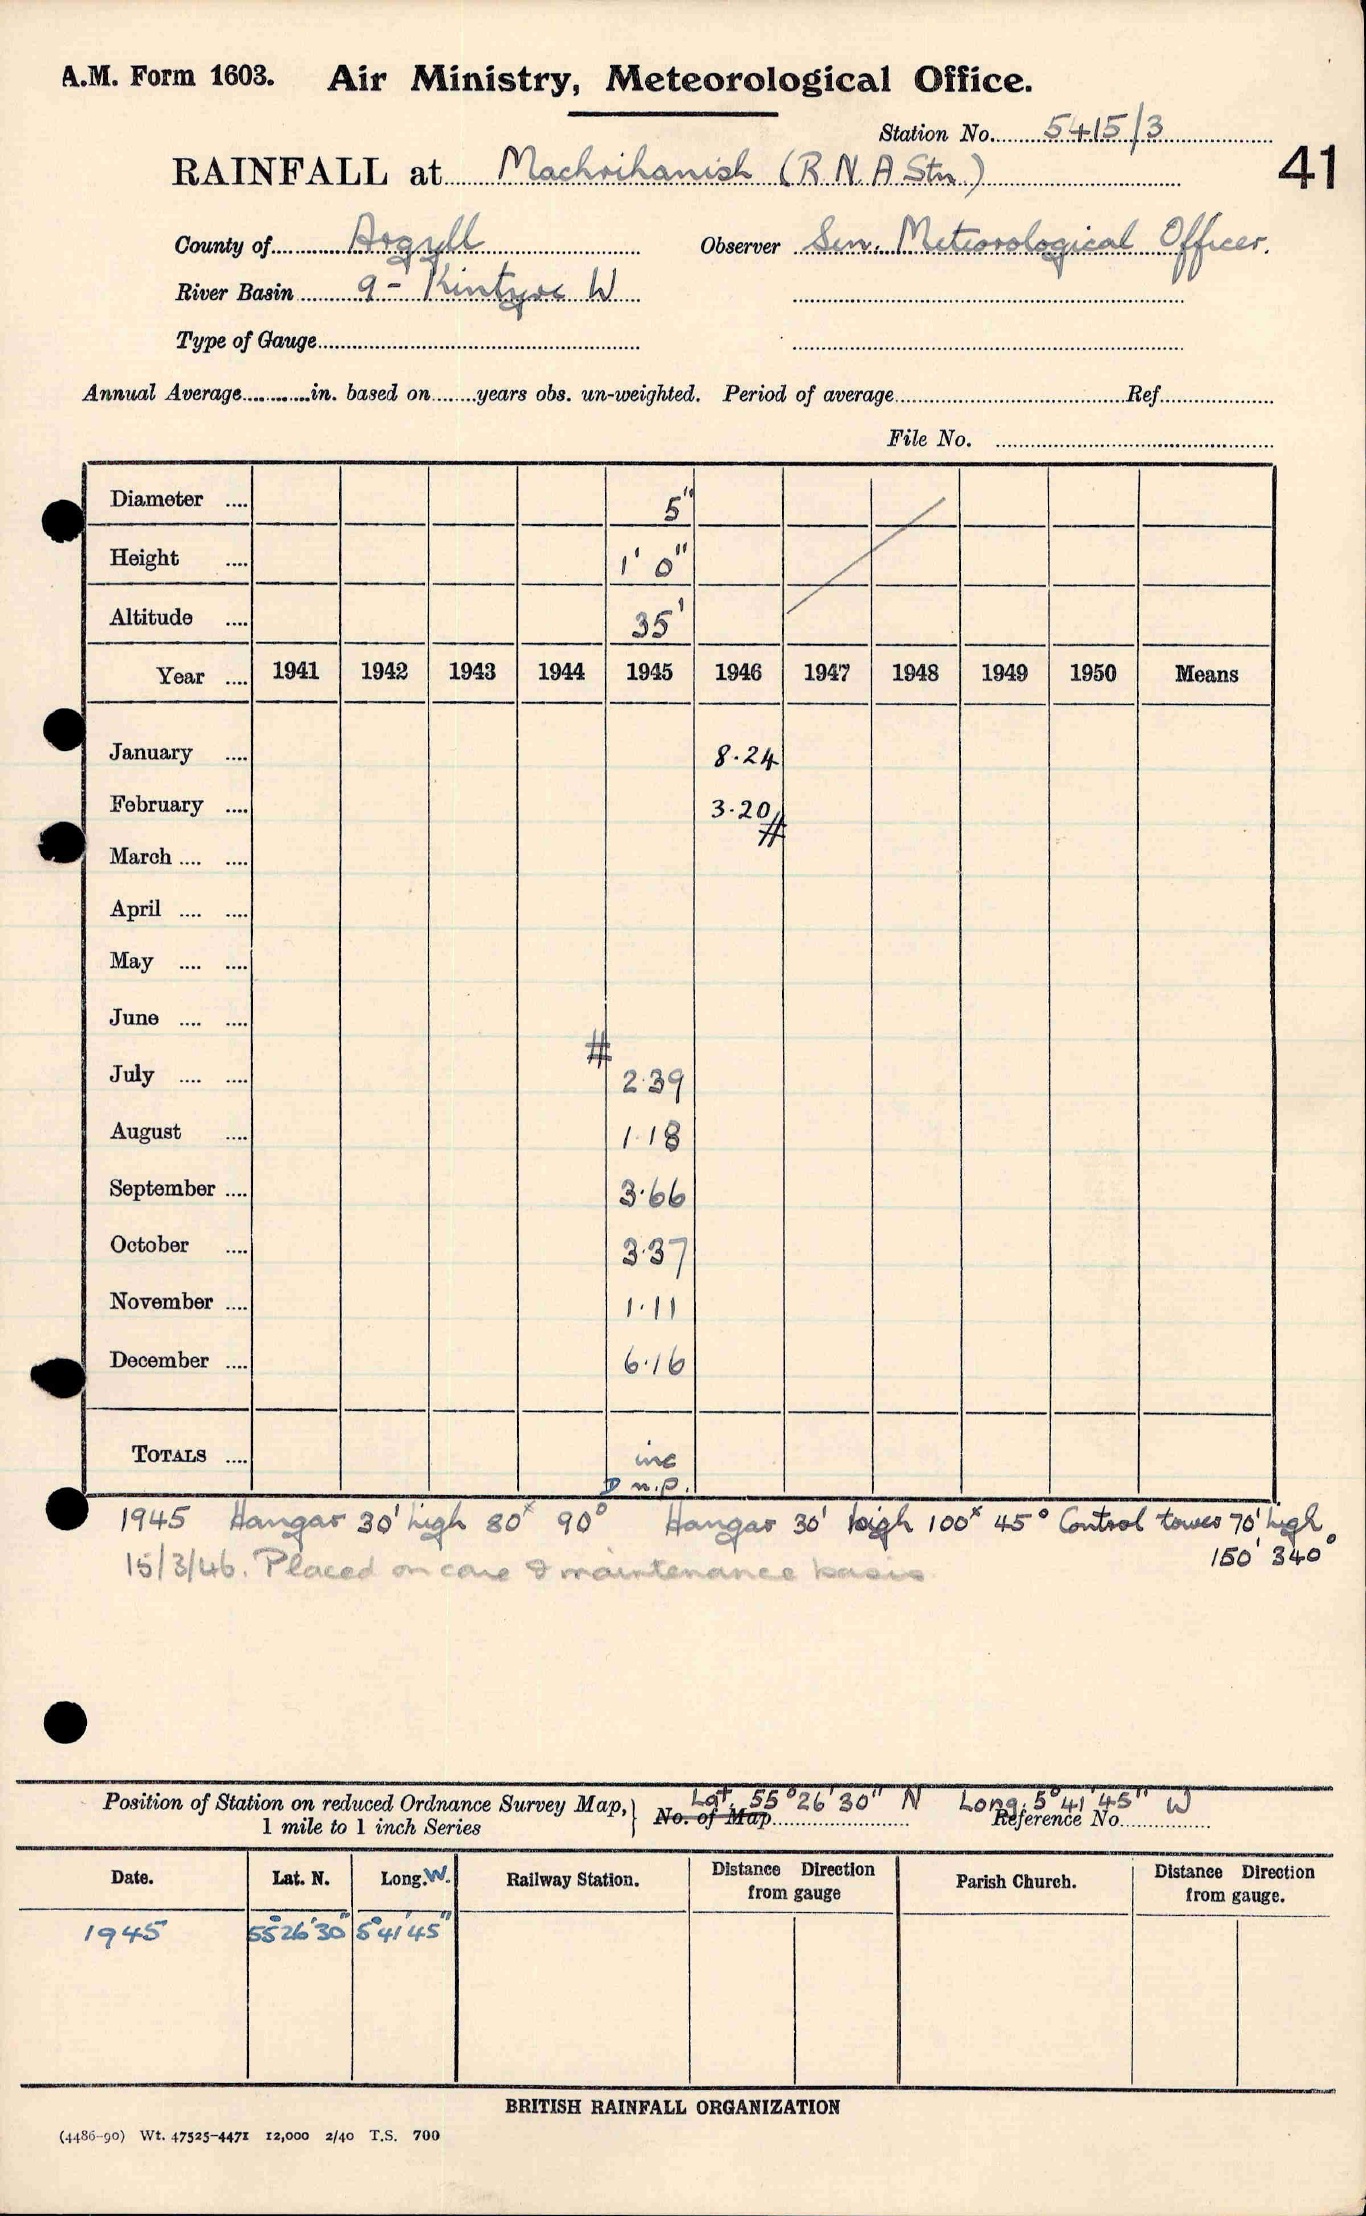 A.M. Form 1603. Air Ministry, Meteorological Office.
Station No. 5415/3
RAINFALL at Machrihanish (R.N.A Stn.) 41
County of Argyll Observer Sen. Meteorological Officer.
River Basin 9 - Kintyre W
Type of Gauge
Annual Average in. based on years obs. un-weighted. Period of average Ref
File No.
Diameter 5"
Height 1' 0"
Altitude 35'
Year 1941 1942 1943 1944 1945 1946 1947 1948 1949 1950 Means
January 8.24
February 3.20
#
March
April
May
June
#
July 2.39
August 1.18
September 3.66
October 3.37
November 1.11
December 6.16
TOTALS inc
D n.p.
1945 Hangar 30' high 80ˣ 90° Hangar 30' high 100ˣ 45° Control tower 70' high
150' 340°
15/3/46. Placed on care & maintenance basis
Position of Station on reduced Ordnance Survey Map, Lat. 55° 26' 30" N Long. 5° 41' 45" W
1 mile to 1 inch Series No. of Map Reference No.
Date. Lat. N. Long. W. Railway Station. Distance Direction from gauge Parish Church. Distance Direction from gauge.
1945 55° 26' 30" 5° 41' 45"
BRITISH RAINFALL ORGANIZATION
(4486-90) Wt. 47525-4471 12,000 2/40 T.S. 700